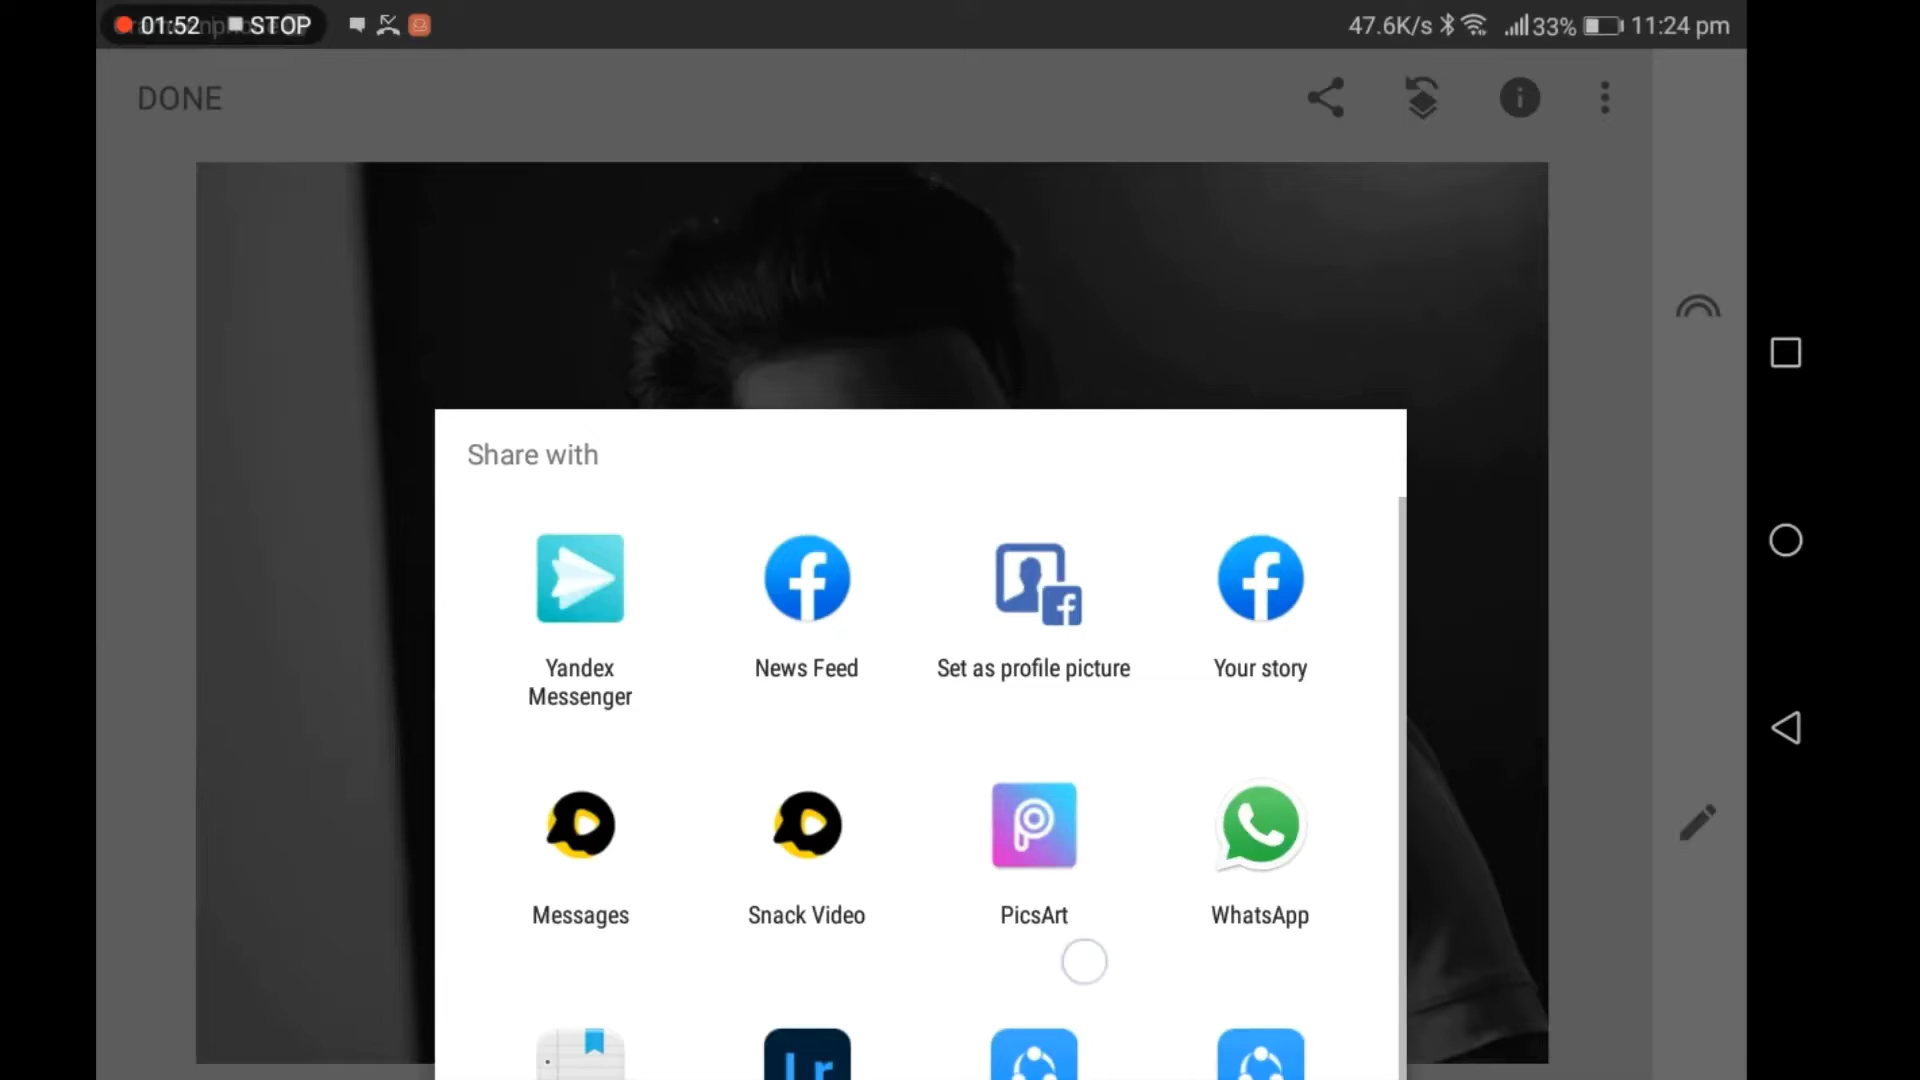 01:52 STOP
47.6K/s 33% 11:24 pm
DONE
Share with
Yandex Messenger
News Feed
Set as profile picture
Your story
Messages
Snack Video
PicsArt
WhatsApp
Lr